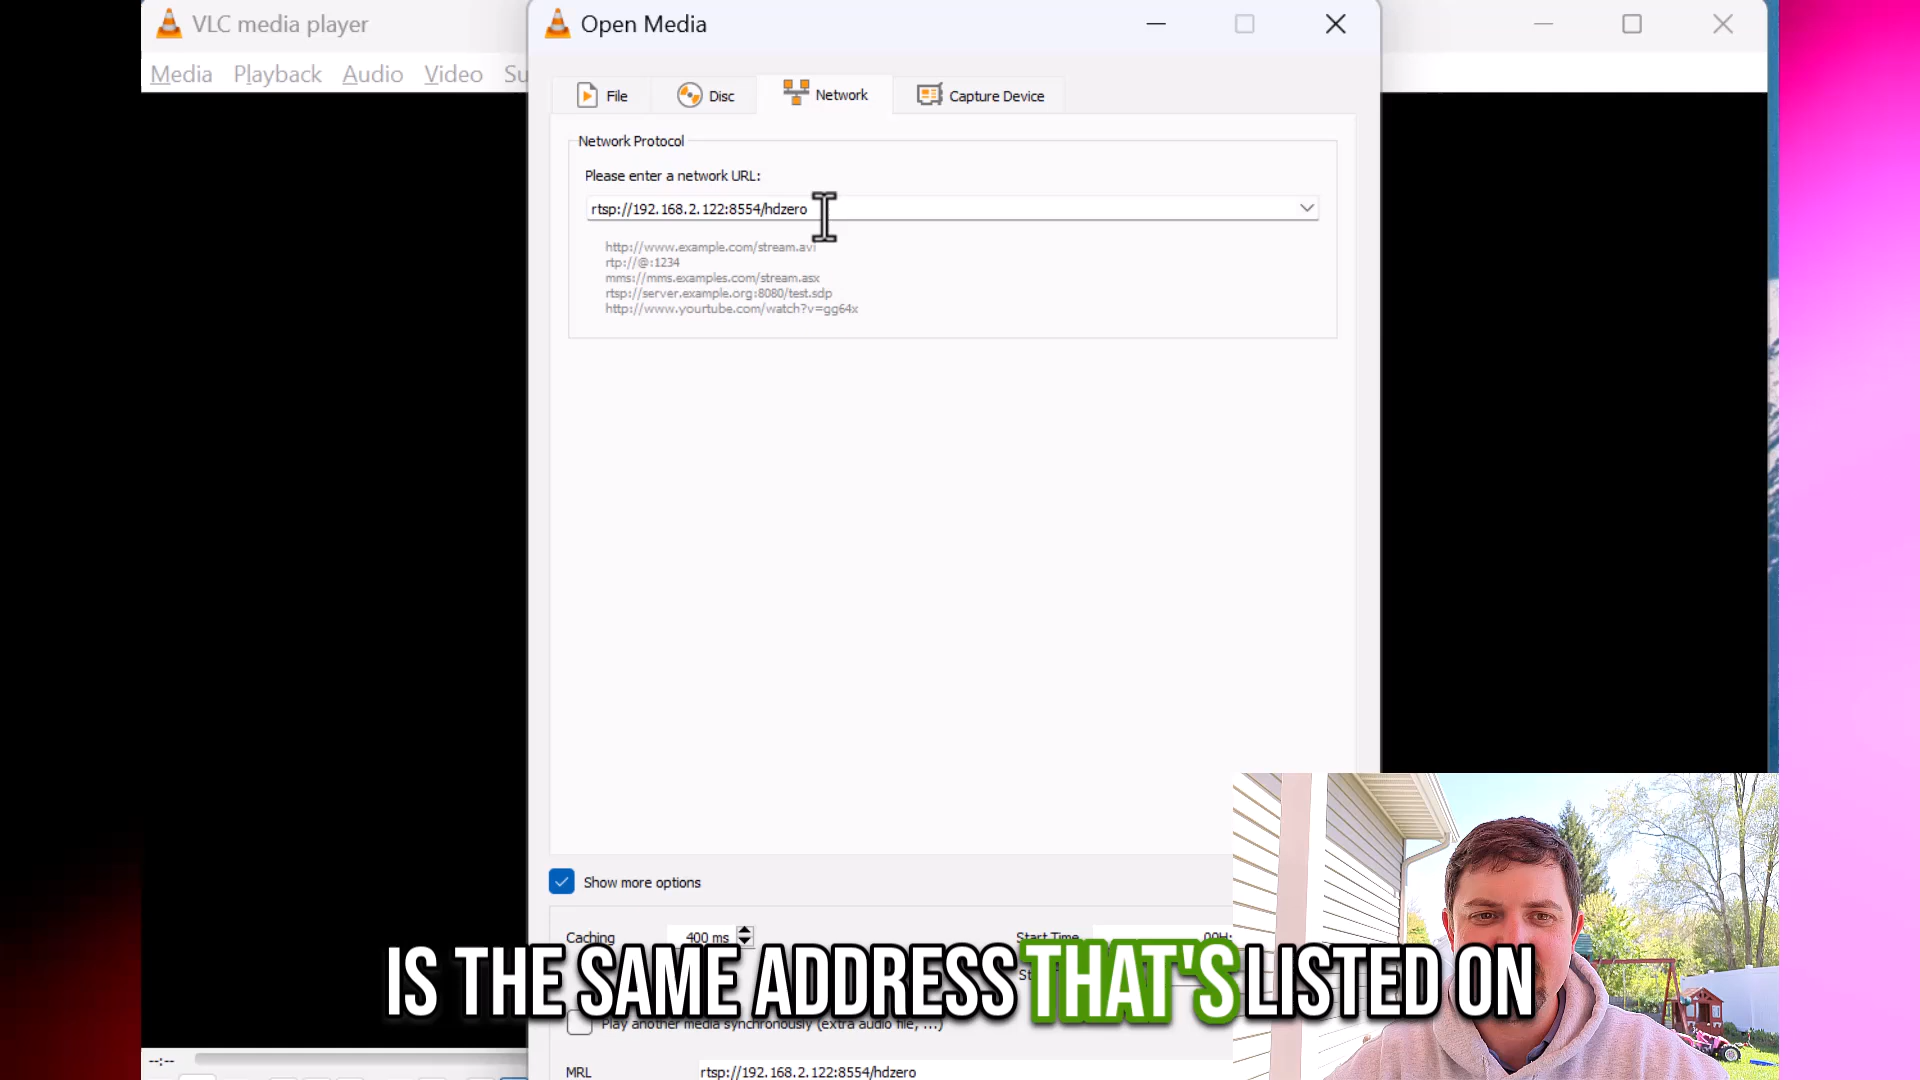 VLC media player
Open Media
Media Playback Audio Video Su
File Disc Network Capture Device
Network Protocol
Please enter a network URL:
rtsp://192.168.2.122:8554/hdzero
http://www.example.com/stream.avi
rtp://@:1234
mms://mms.examples.com/stream.asx
rtsp://server.example.org:8080/test.sdp
http://www.yourtube.com/watch?v=gg64x
Show more options
Caching 400 ms Start Time 00H:
IS THE SAME ADDRESS THAT'S LISTED ON
Play another media synchronously (extra audio file, ...)
--:--
MRL rtsp://192.168.2.122:8554/hdzero